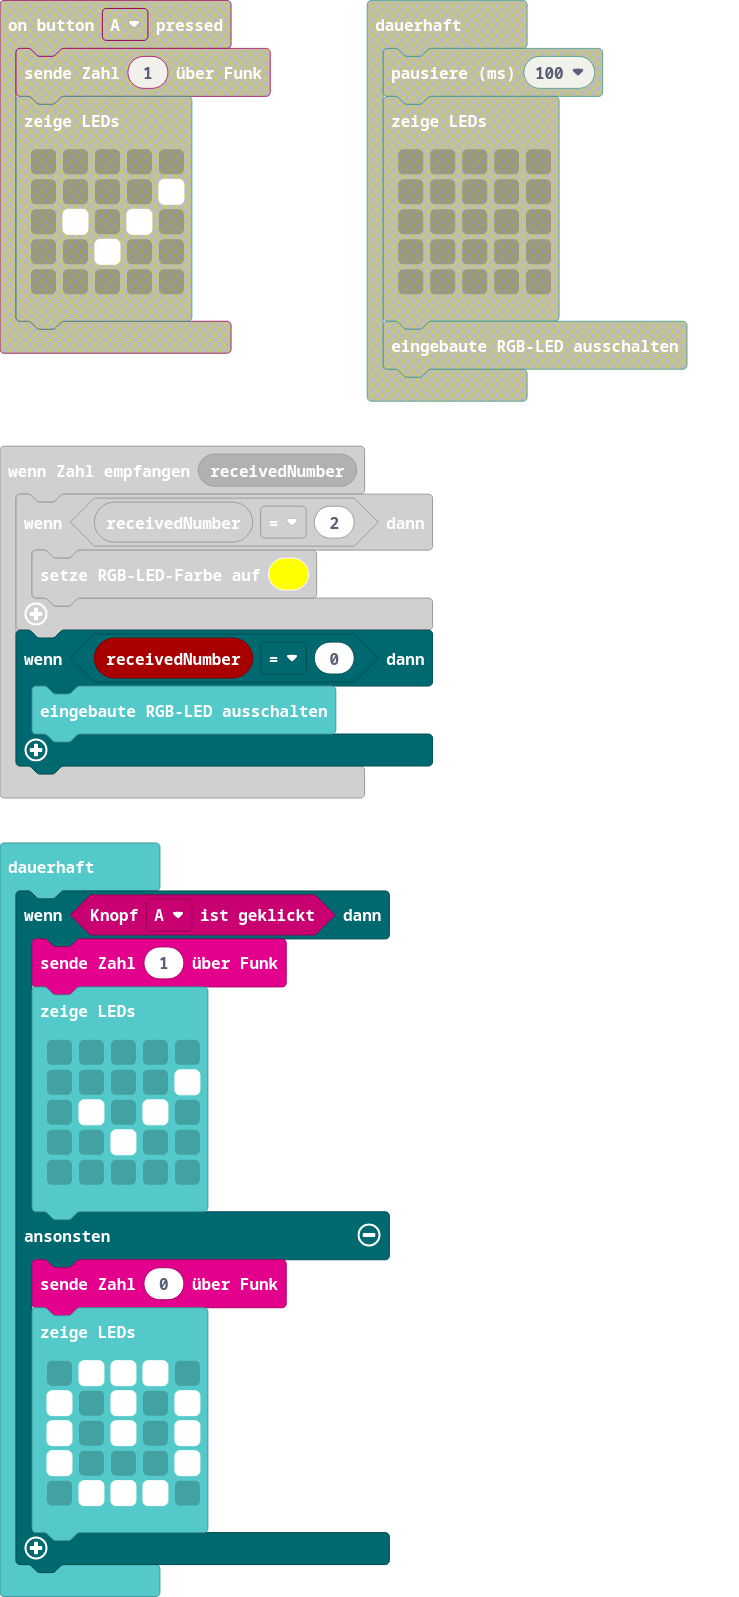 on button A pressed
sende Zahl 1 über Funk
zeige LEDs
dauerhaft
pausiere (ms) 100
zeige LEDs
eingebaute RGB-LED ausschalten
wenn Zahl empfangen receivedNumber
wenn receivedNumber = 2 dann
setze RGB-LED-Farbe auf
wenn receivedNumber = 0 dann
eingebaute RGB-LED ausschalten
dauerhaft
wenn Knopf A ist geklickt dann
sende Zahl 1 über Funk
zeige LEDs
ansonsten
sende Zahl 0 über Funk
zeige LEDs